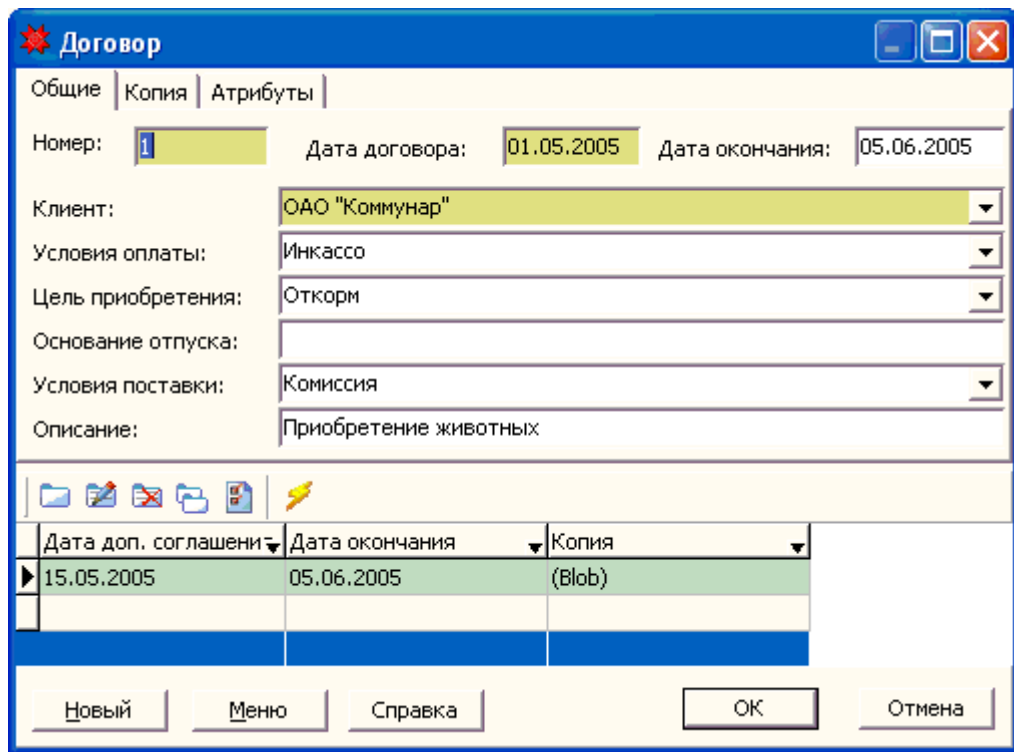 Договор
Общие Копия Атрибуты
Номер: 1 Дата договора: 01.05.2005 Дата окончания: 05.06.2005
Клиент: ОАО "Коммунар"
Условия оплаты: Инкассо
Цель приобретения: Откорм
Основание отпуска:
Условия поставки: Комиссия
Описание: Приобретение животных
Дата доп. соглашени Дата окончания Копия
15.05.2005 05.06.2005 (Blob)
Новый Меню Справка ОК Отмена